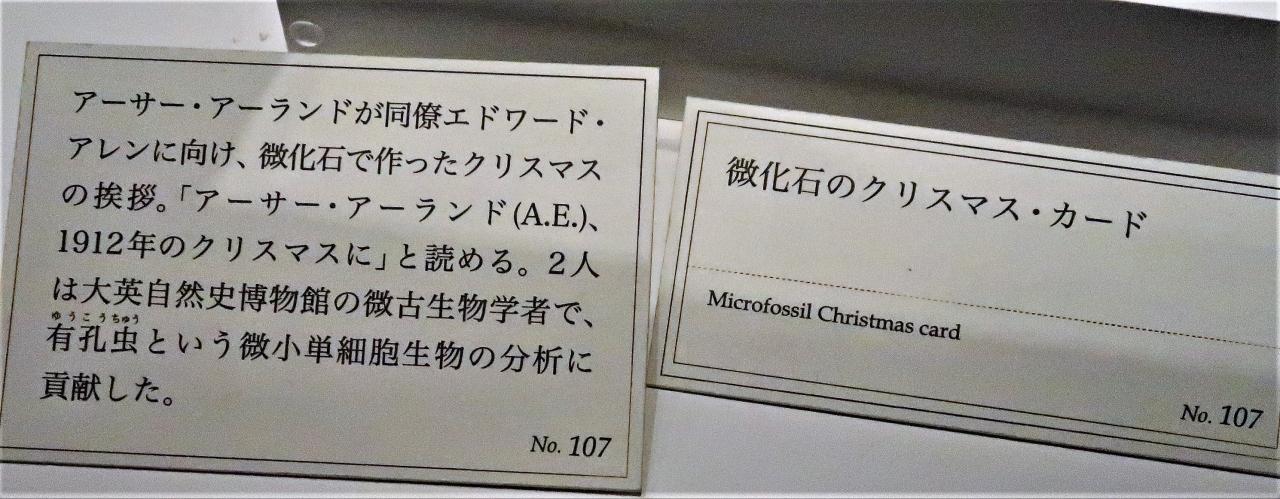 アーサー・アーランドが同僚エドワード・
アレンに向け、微化石で作ったクリスマス
の挨拶。「アーサー・アーランド(A.E.)、
1912年のクリスマスに」と読める。2人
は大英自然史博物館の微古生物学者で、
ゆうこうちゅう
有孔虫という微小単細胞生物の分析に
貢献した。
No. 107
微化石のクリスマス・カード
Microfossil Christmas card
No. 107